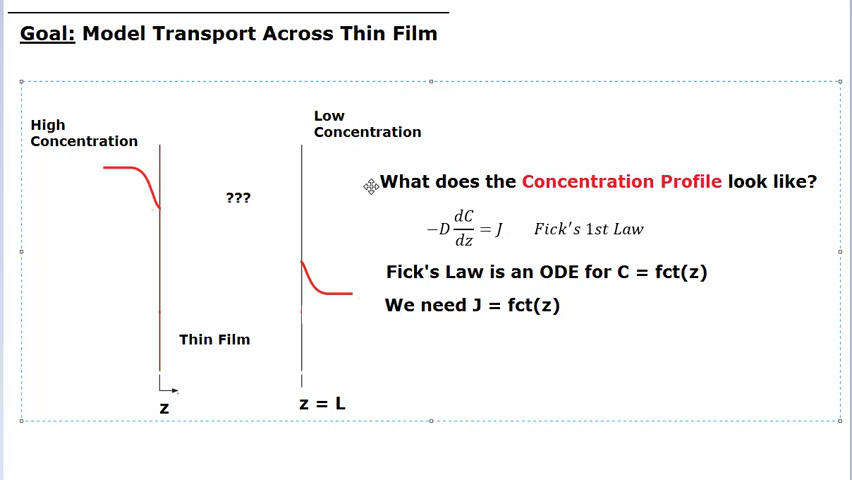 Goal: Model Transport Across Thin Film
High
Concentration
Low
Concentration
???
Thin Film
z
z = L
What does the Concentration Profile look like?
−D dC/dz = J Fick's 1st Law
Fick's Law is an ODE for C = fct(z)
We need J = fct(z)